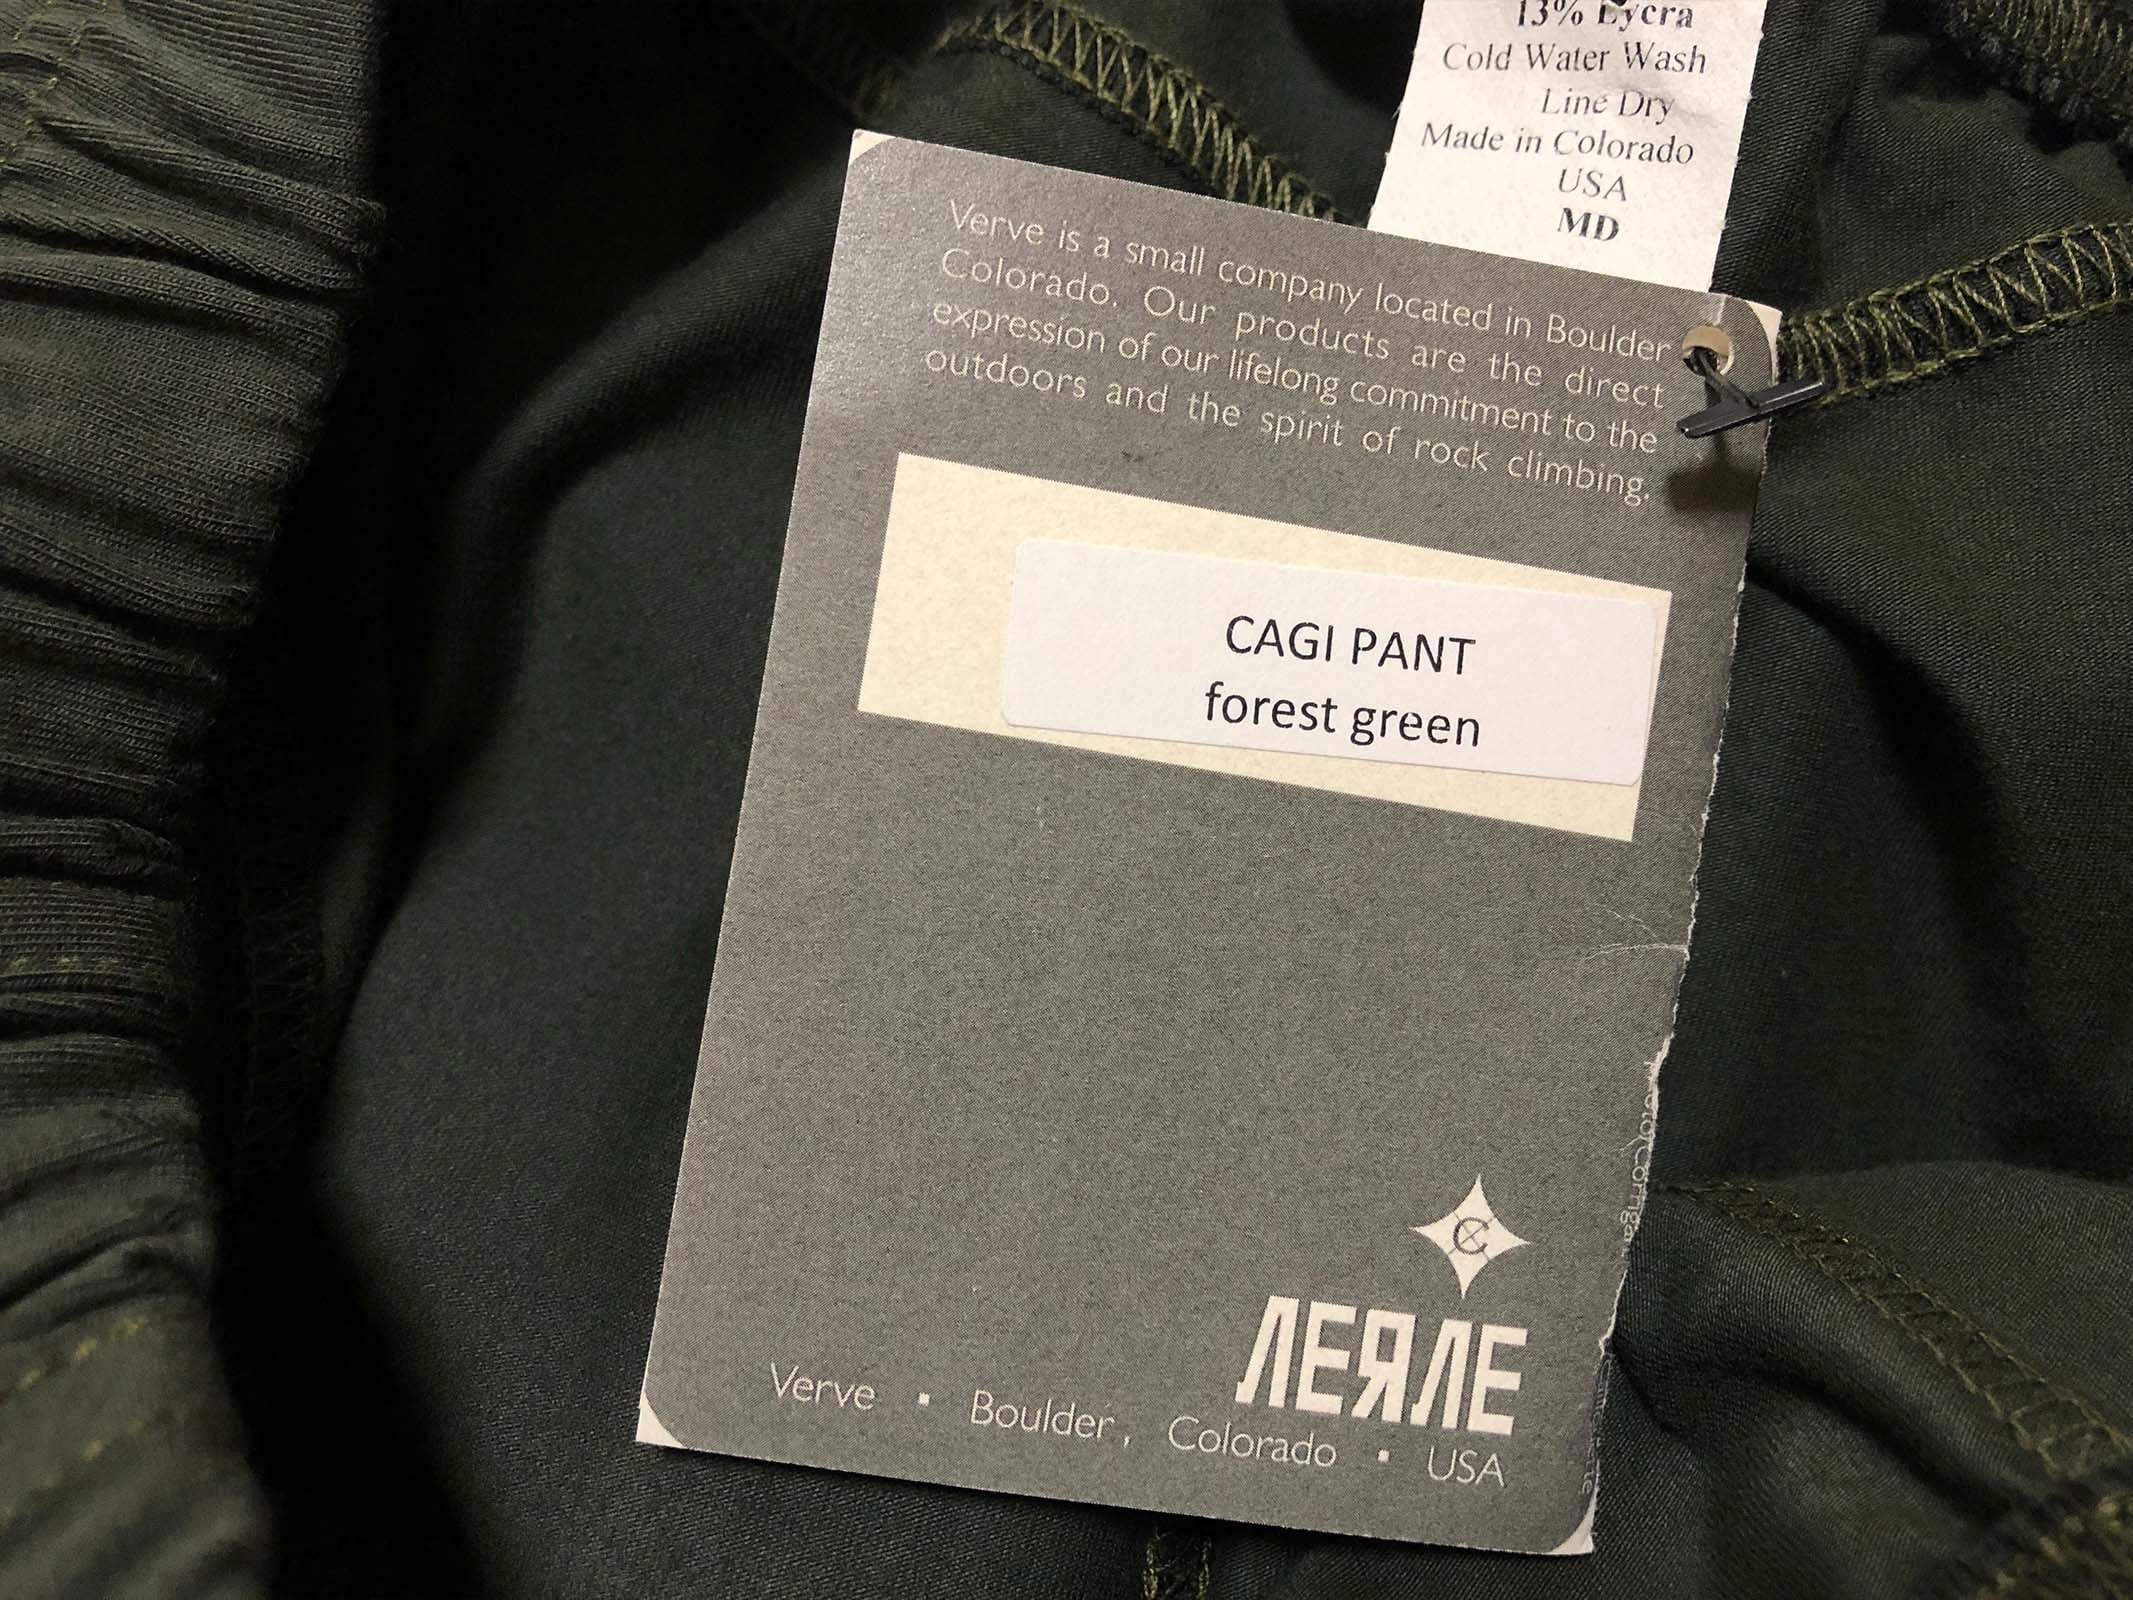 13% Lycra
Cold Water Wash
Line Dry
Made in Colorado
USA
MD
Verve is a small company located in Boulder
Colorado. Our products are the direct
expression of our lifelong commitment to the
outdoors and the spirit of rock climbing.
CAGI PANT
forest green
C
VERVE
Verve ▪ Boulder, Colorado ▪ USA